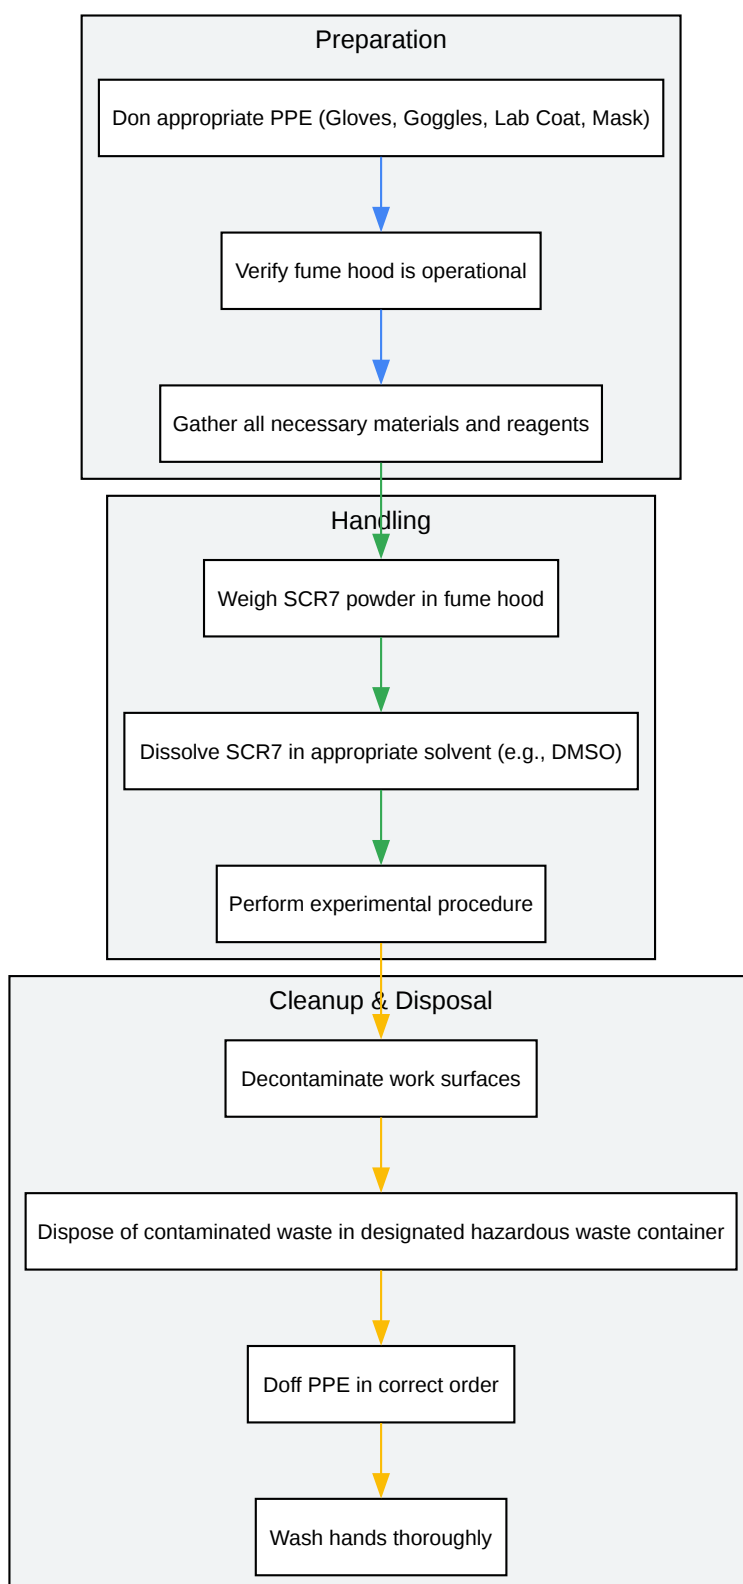 Preparation
Don appropriate PPE (Gloves, Goggles, Lab Coat, Mask)
Verify fume hood is operational
Gather all necessary materials and reagents
Handling
Weigh SCR7 powder in fume hood
Dissolve SCR7 in appropriate solvent (e.g., DMSO)
Perform experimental procedure
Cleanup & Disposal
Decontaminate work surfaces
Dispose of contaminated waste in designated hazardous waste container
Doff PPE in correct order
Wash hands thoroughly